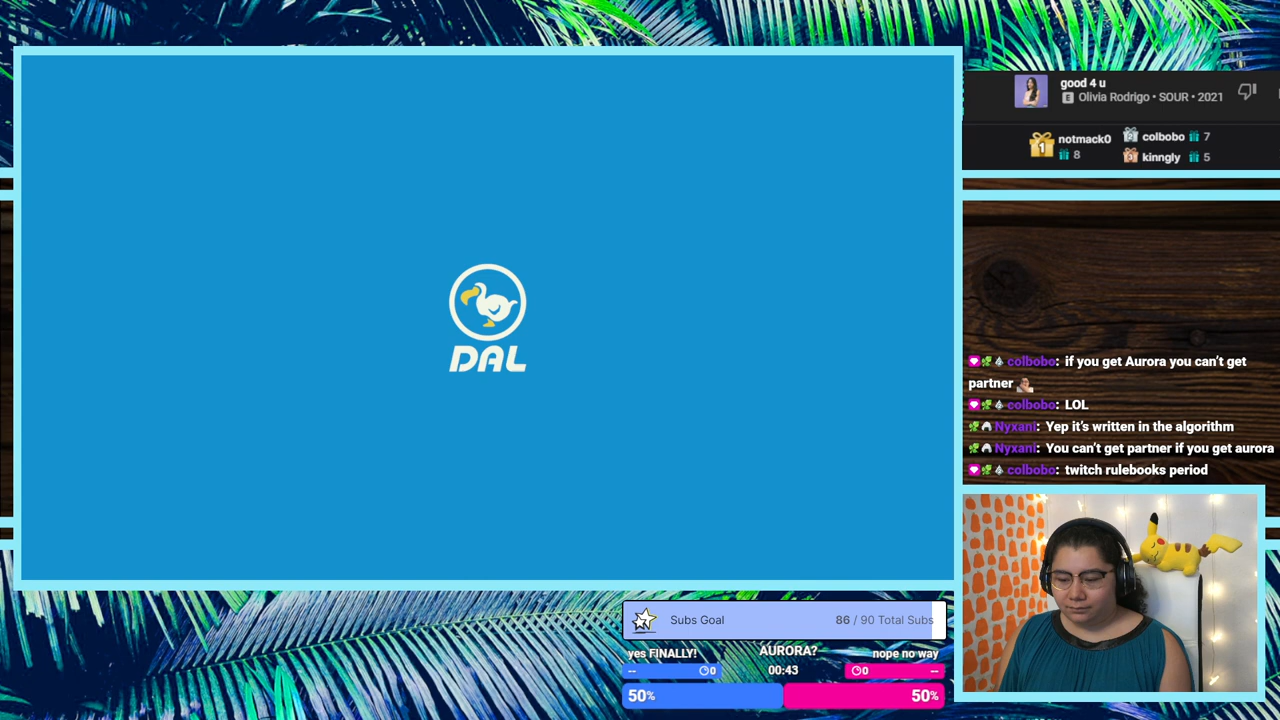 good 4 u
E Olivia Rodrigo • SOUR • 2021
1 notmack0 8
2 colbobo 7
3 kinngly 5
DAL
colbobo: if you get Aurora you can't get
partner
colbobo: LOL
Nyxani: Yep it's written in the algorithm
Nyxani: You can't get partner if you get aurora
colbobo: twitch rulebooks period
Subs Goal 86 / 90 Total Subs
yes FINALLY! AURORA? nope no way
-- 0 00:43 0 --
50% 50%